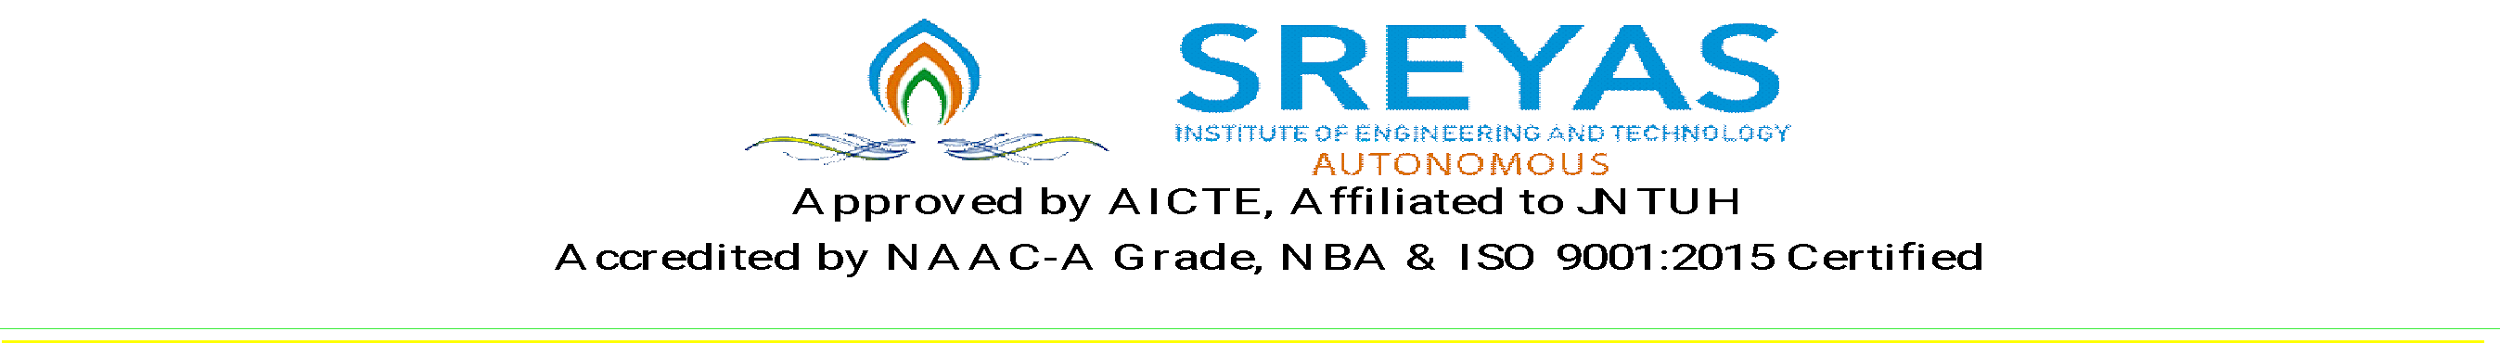 SREYAS
INSTITUTE OF ENGINEERING AND TECHNOLOGY
AUTONOMOUS
Approved by AICTE, Affiliated to JNTUH
Accredited by NAAC-A Grade, NBA & ISO 9001:2015 Certified